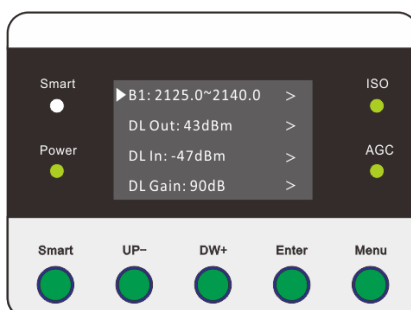 Smart
ISO
B1: 2125.0~2140.0 >
DL Out: 43dBm >
Power
AGC
DL In: -47dBm >
DL Gain: 90dB >
Smart UP− DW+ Enter Menu